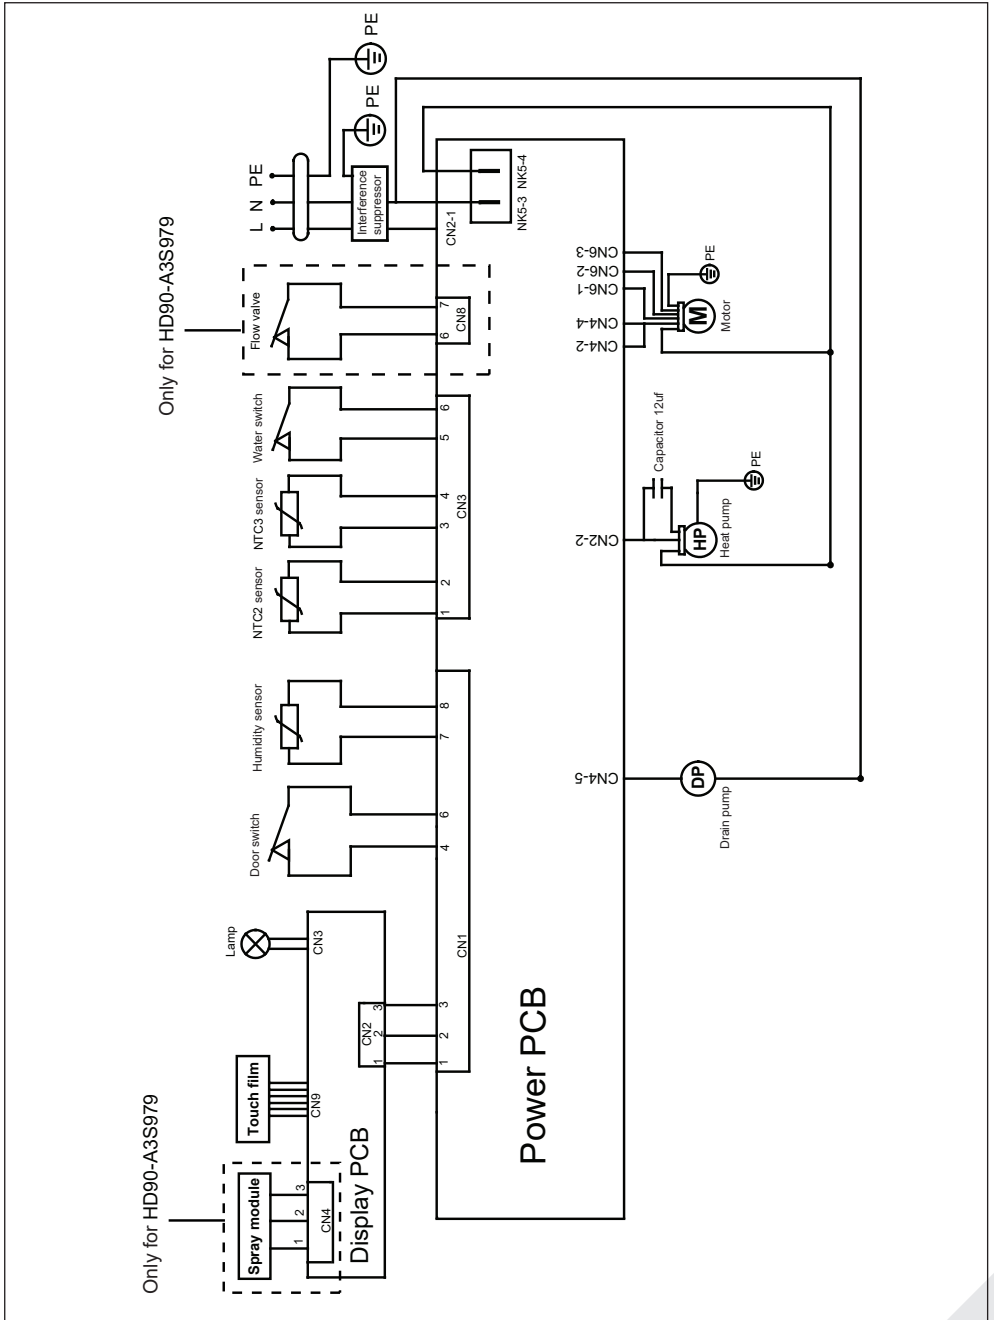 Only for HD90-A3S979
Only for HD90-A3S979
L N PE
PE
PE
Interference
suppressor
CN2-1
NK5-3 NK5-4
Flow valve
6 7
CN8
Water switch
5 6
NTC3 sensor
3 4
CN3
NTC2 sensor
1 2
Humidity sensor
7 8
Door switch
4 6
CN1
1 2 3
Lamp
CN3
CN2
1 2 3
Touch film
CN9
Spray module
1 2 3
CN4
Display PCB
Power PCB
CN6-3
CN6-2
CN6-1
CN4-4
CN4-2
M
Motor
PE
Capacitor 12uf
CN2-2
HP
Heat pump
PE
CN4-5
DP
Drain pump